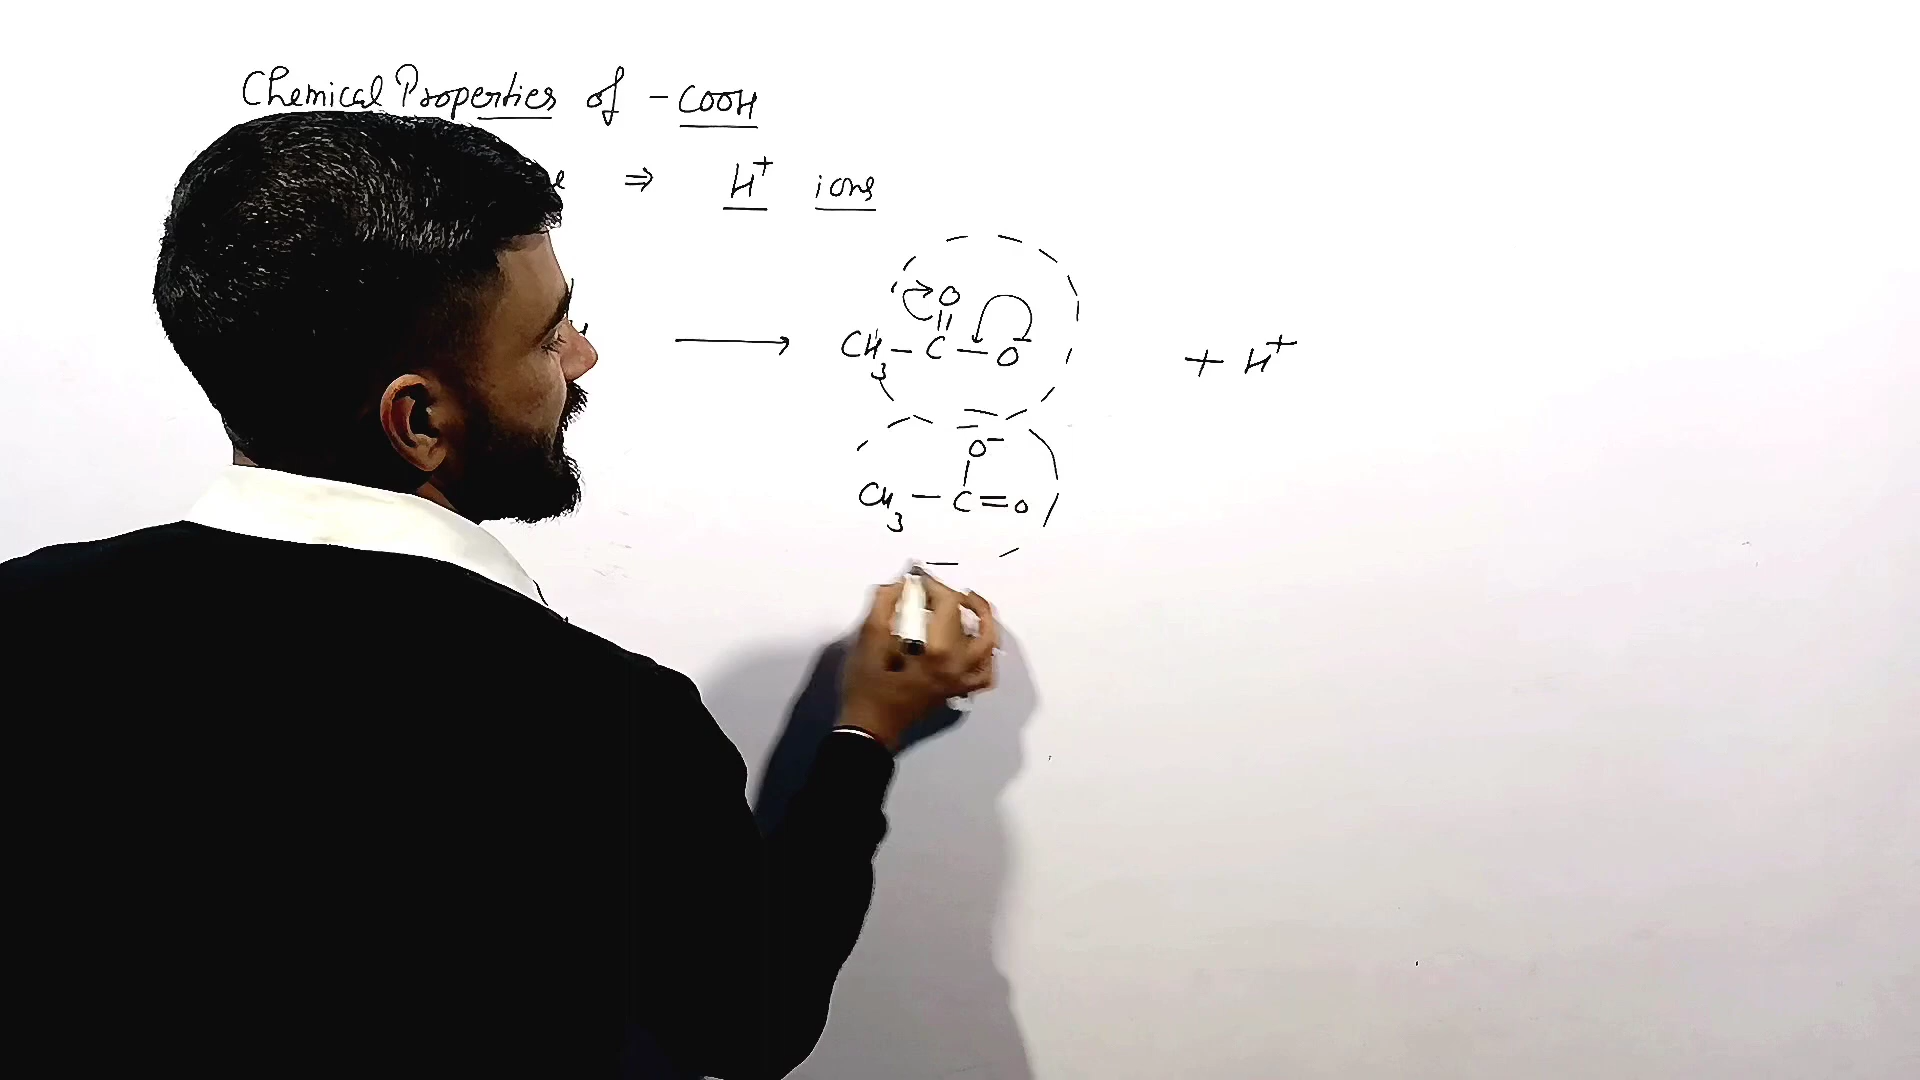 Chemical Properties of -COOH
⇒ H⁺ ions
O
||
CH₃ - C - O⁻ + H⁺
O⁻
|
CH₃ - C = O